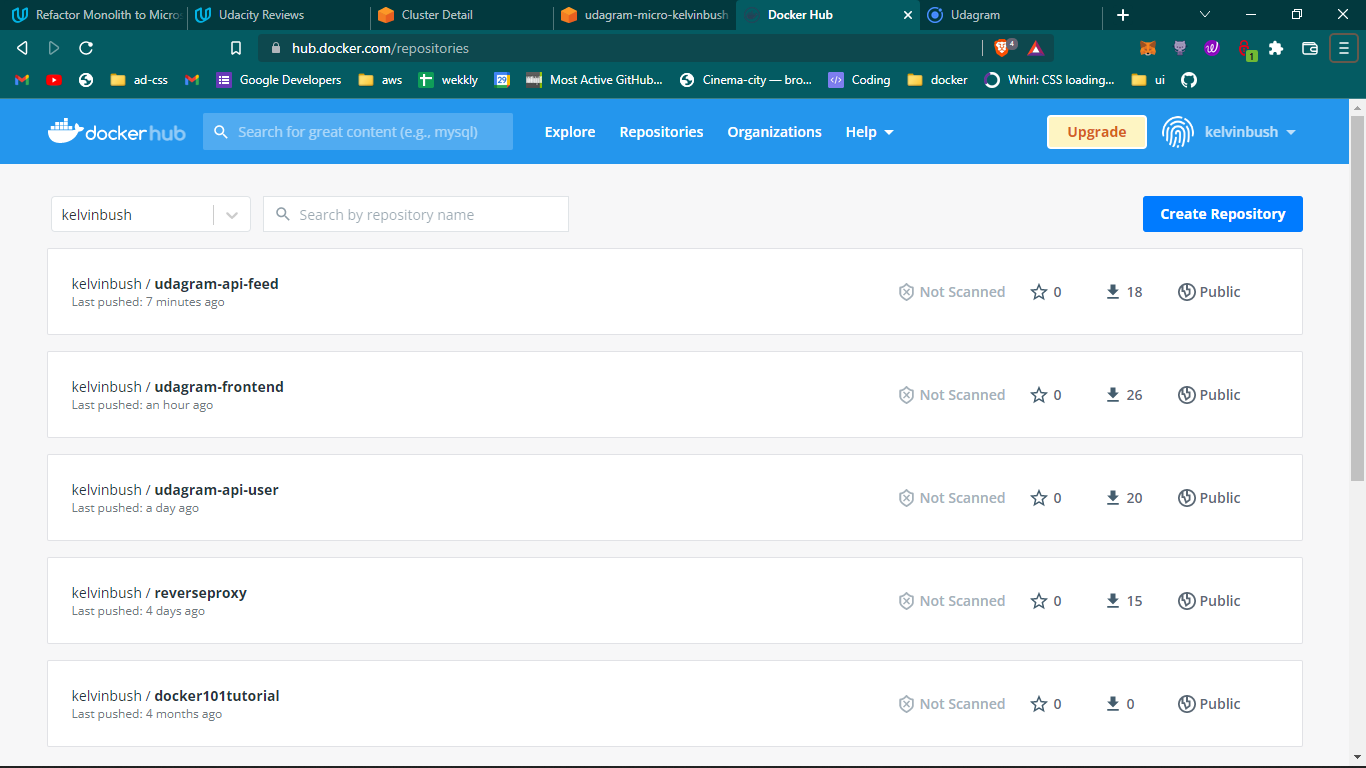 Refactor Monolith to Micros
Udacity Reviews
Cluster Detail
udagram-micro-kelvinbush
Docker Hub
Udagram
hub.docker.com/repositories
4
1
ad-css
Google Developers
aws
wekkly
Most Active GitHub...
Cinema-city — bro...
Coding
docker
Whirl: CSS loading...
ui
dockerhub
Search for great content (e.g., mysql)
Explore
Repositories
Organizations
Help
Upgrade
kelvinbush
kelvinbush
Search by repository name
Create Repository
kelvinbush / udagram-api-feed
Last pushed: 7 minutes ago
Not Scanned
0
18
Public
kelvinbush / udagram-frontend
Last pushed: an hour ago
Not Scanned
0
26
Public
kelvinbush / udagram-api-user
Last pushed: a day ago
Not Scanned
0
20
Public
kelvinbush / reverseproxy
Last pushed: 4 days ago
Not Scanned
0
15
Public
kelvinbush / docker101tutorial
Last pushed: 4 months ago
Not Scanned
0
0
Public